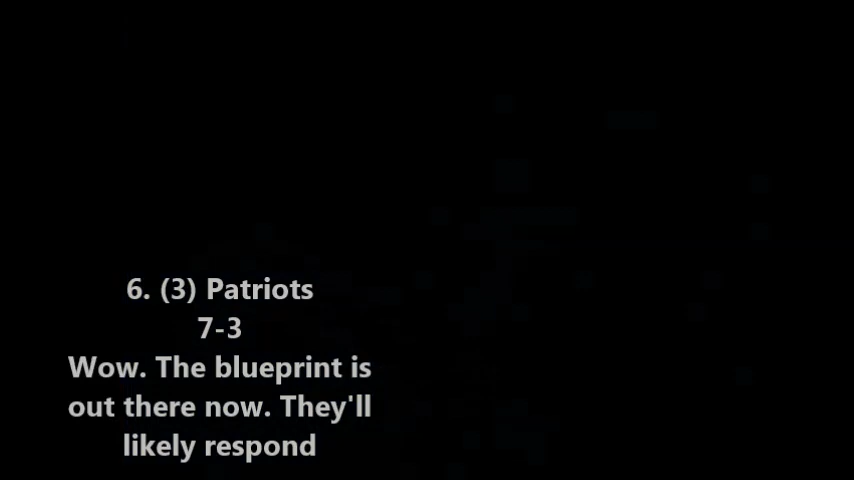 6. (3) Patriots
7-3
Wow. The blueprint is
out there now. They'll
likely respond